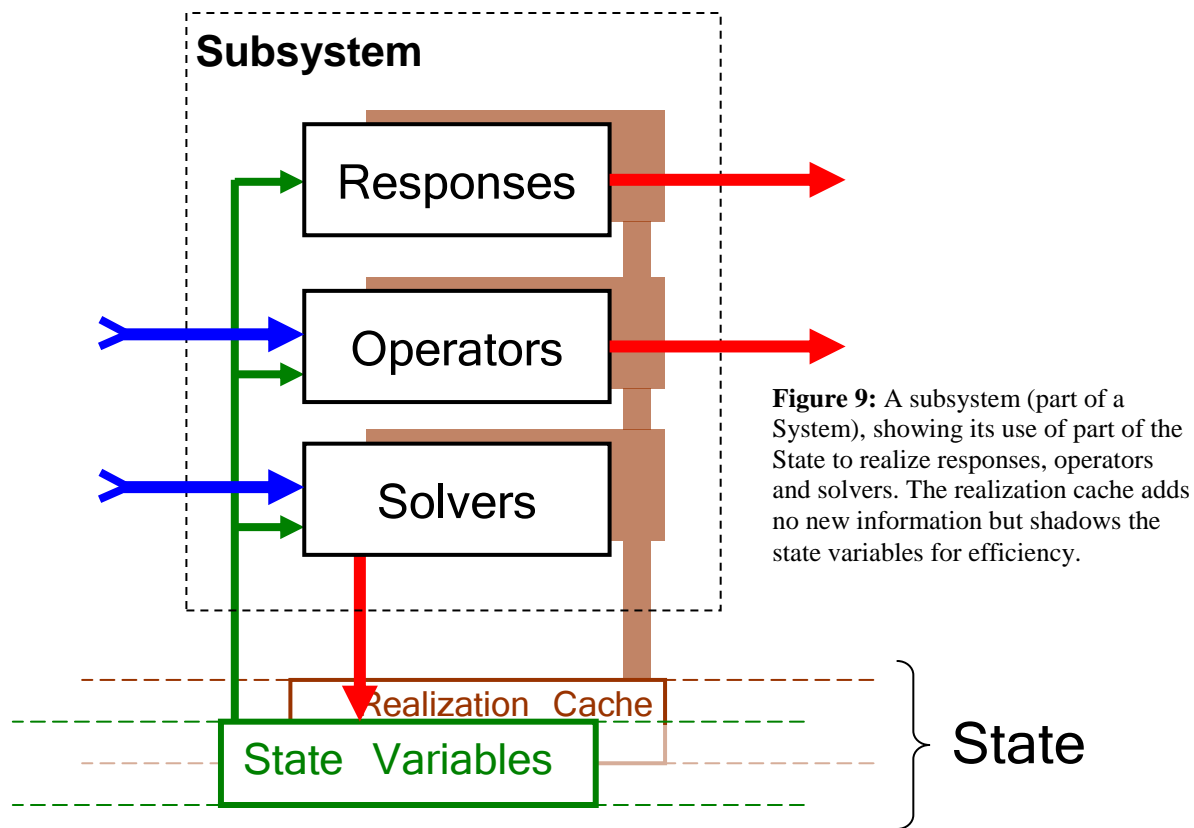 Subsystem
Responses
Operators
Solvers
Figure 9: A subsystem (part of a
System), showing its use of part of the
State to realize responses, operators
and solvers. The realization cache adds
no new information but shadows the
state variables for efficiency.
Realization Cache
State Variables
State